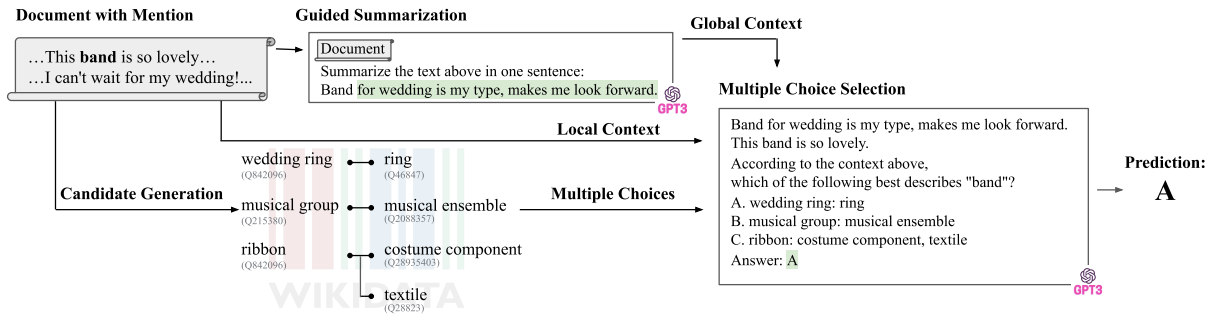 Document with Mention
…This band is so lovely…
…I can't wait for my wedding!...
Guided Summarization
Document
Summarize the text above in one sentence:
Band for wedding is my type, makes me look forward.
GPT3
Global Context
Local Context
Candidate Generation
wedding ring
(Q842096)
ring
(Q46847)
musical group
(Q215380)
musical ensemble
(Q2088357)
ribbon
(Q842096)
costume component
(Q28935403)
textile
(Q28823)
WIKIDATA
Multiple Choices
Multiple Choice Selection
Band for wedding is my type, makes me look forward.
This band is so lovely.
According to the context above,
which of the following best describes "band"?
A. wedding ring: ring
B. musical group: musical ensemble
C. ribbon: costume component, textile
Answer: A
GPT3
Prediction:
A